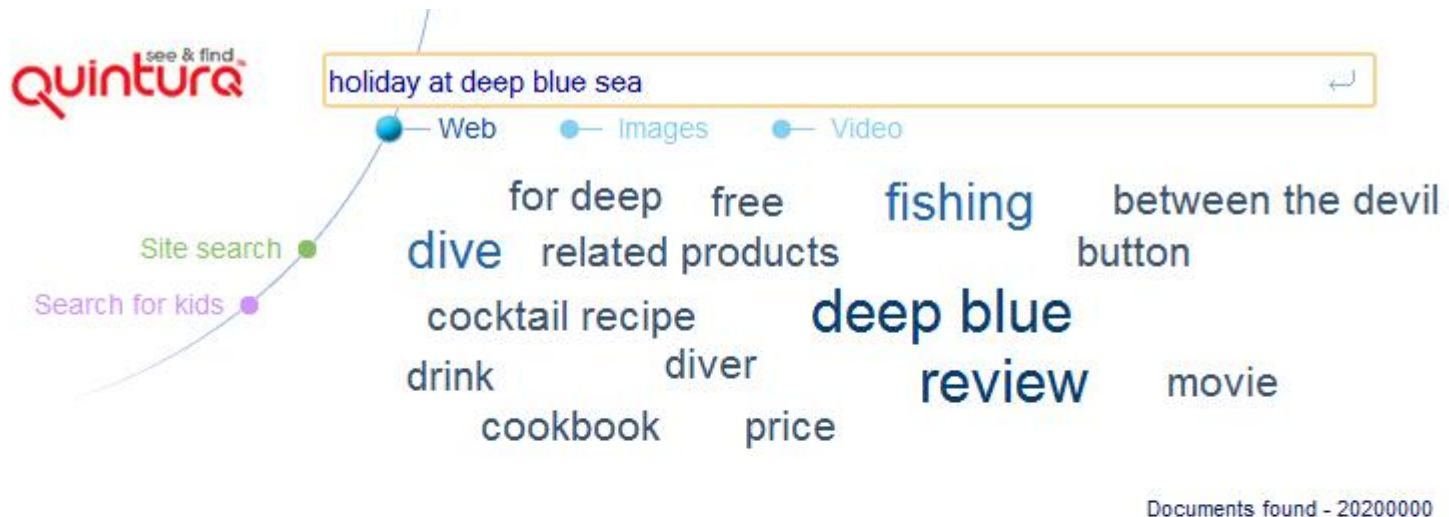 see & find
quintura
holiday at deep blue sea
Web Images Video
for deep free fishing between the devil
Site search dive related products button
Search for kids cocktail recipe deep blue
drink diver review movie
cookbook price
Documents found - 20200000